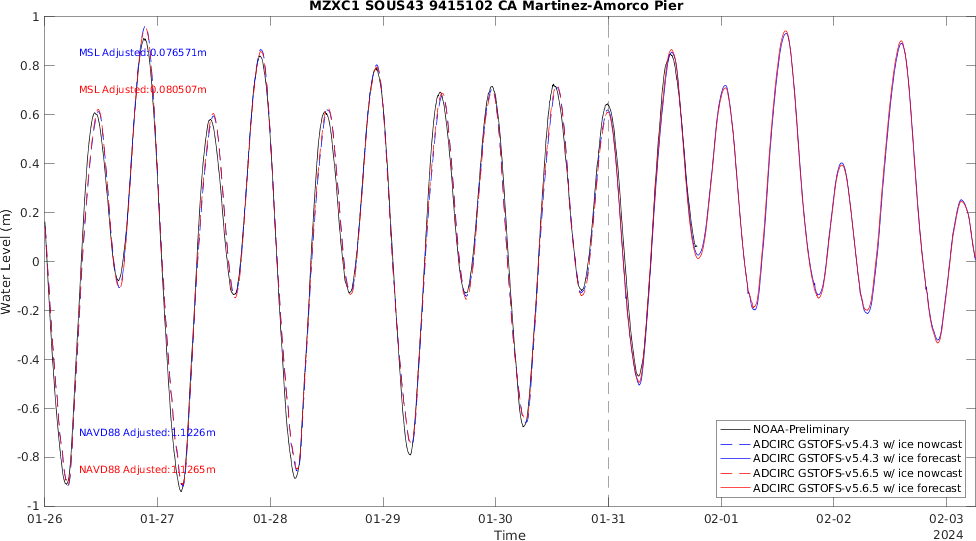 MZXC1 SOUS43 9415102 CA Martinez-Amorco Pier
Water Level (m)
1
0.8
0.6
0.4
0.2
0
-0.2
-0.4
-0.6
-0.8
-1
MSL Adjusted:0.076571m
MSL Adjusted:0.080507m
NAVD88 Adjusted:1.1226m
NAVD88 Adjusted:1.1265m
NOAA-Preliminary
ADCIRC GSTOFS-v5.4.3 w/ ice nowcast
ADCIRC GSTOFS-v5.4.3 w/ ice forecast
ADCIRC GSTOFS-v5.6.5 w/ ice nowcast
ADCIRC GSTOFS-v5.6.5 w/ ice forecast
01-26 01-27 01-28 01-29 01-30 01-31 02-01 02-02 02-03
2024
Time